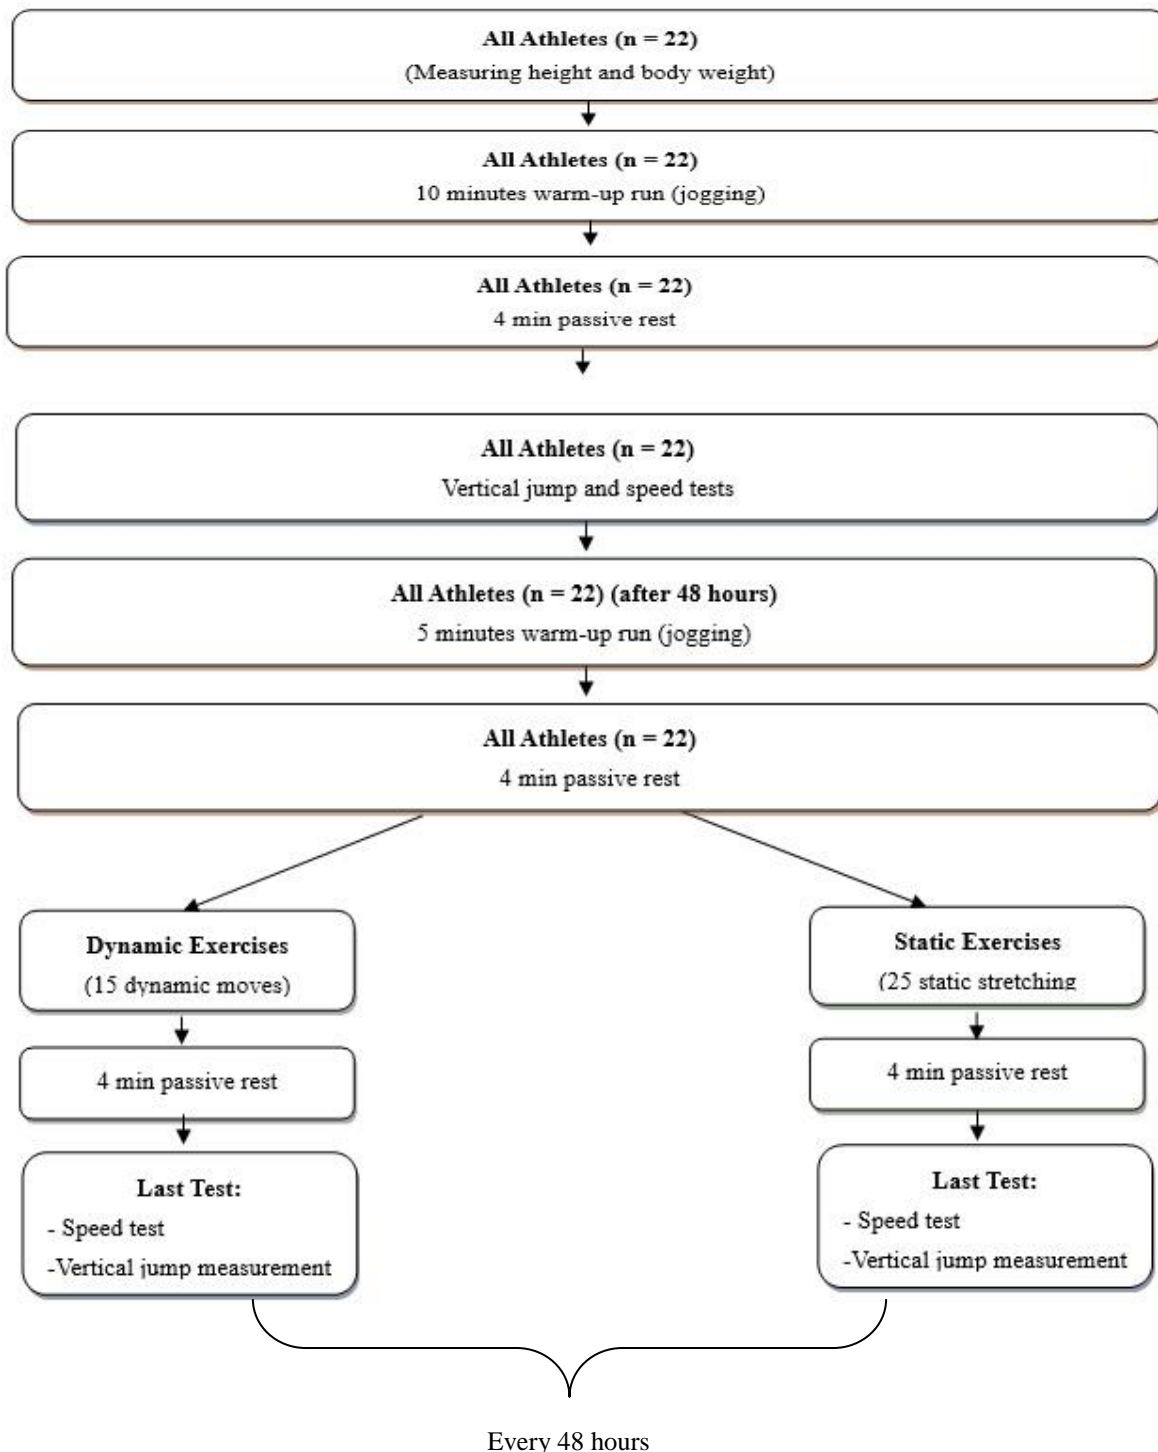 All Athletes (n = 22)
(Measuring height and body weight)
All Athletes (n = 22)
10 minutes warm-up run (jogging)
All Athletes (n = 22)
4 min passive rest
All Athletes (n = 22)
Vertical jump and speed tests
All Athletes (n = 22) (after 48 hours)
5 minutes warm-up run (jogging)
All Athletes (n = 22)
4 min passive rest
Dynamic Exercises
(15 dynamic moves)
4 min passive rest
Last Test:
- Speed test
-Vertical jump measurement
Static Exercises
(25 static stretching
4 min passive rest
Last Test:
- Speed test
-Vertical jump measurement
Every 48 hours